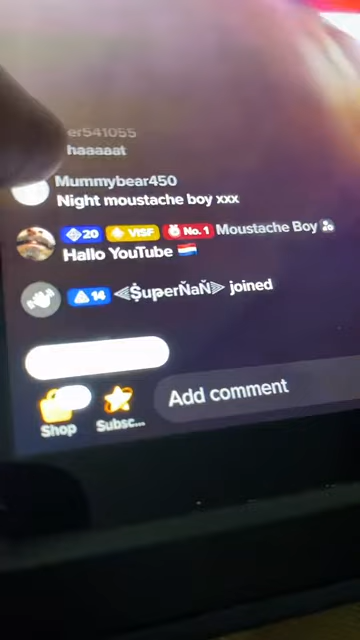 er541055
haaaaat
Mummybear450
Night moustache boy xxx
20 VISF No. 1 Moustache Boy
Hallo YouTube 🇳🇱
14 ⫷ṨupeŕŇaŇ⫸ joined
Add comment
Shop Subsc...